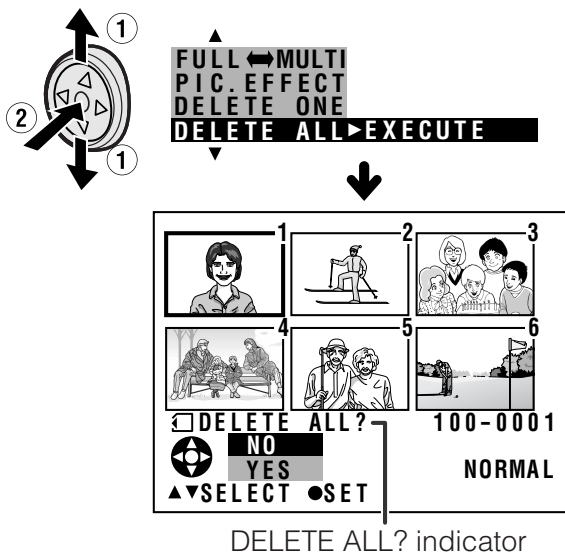 1
▲
FULL⬌MULTI
PIC.EFFECT
DELETE ONE
2
DELETE ALL►EXECUTE
1
▼
1 2 3
4 5 6
DELETE ALL? 100-0001
NO
YES
NORMAL
▲▼SELECT ●SET
DELETE ALL? indicator